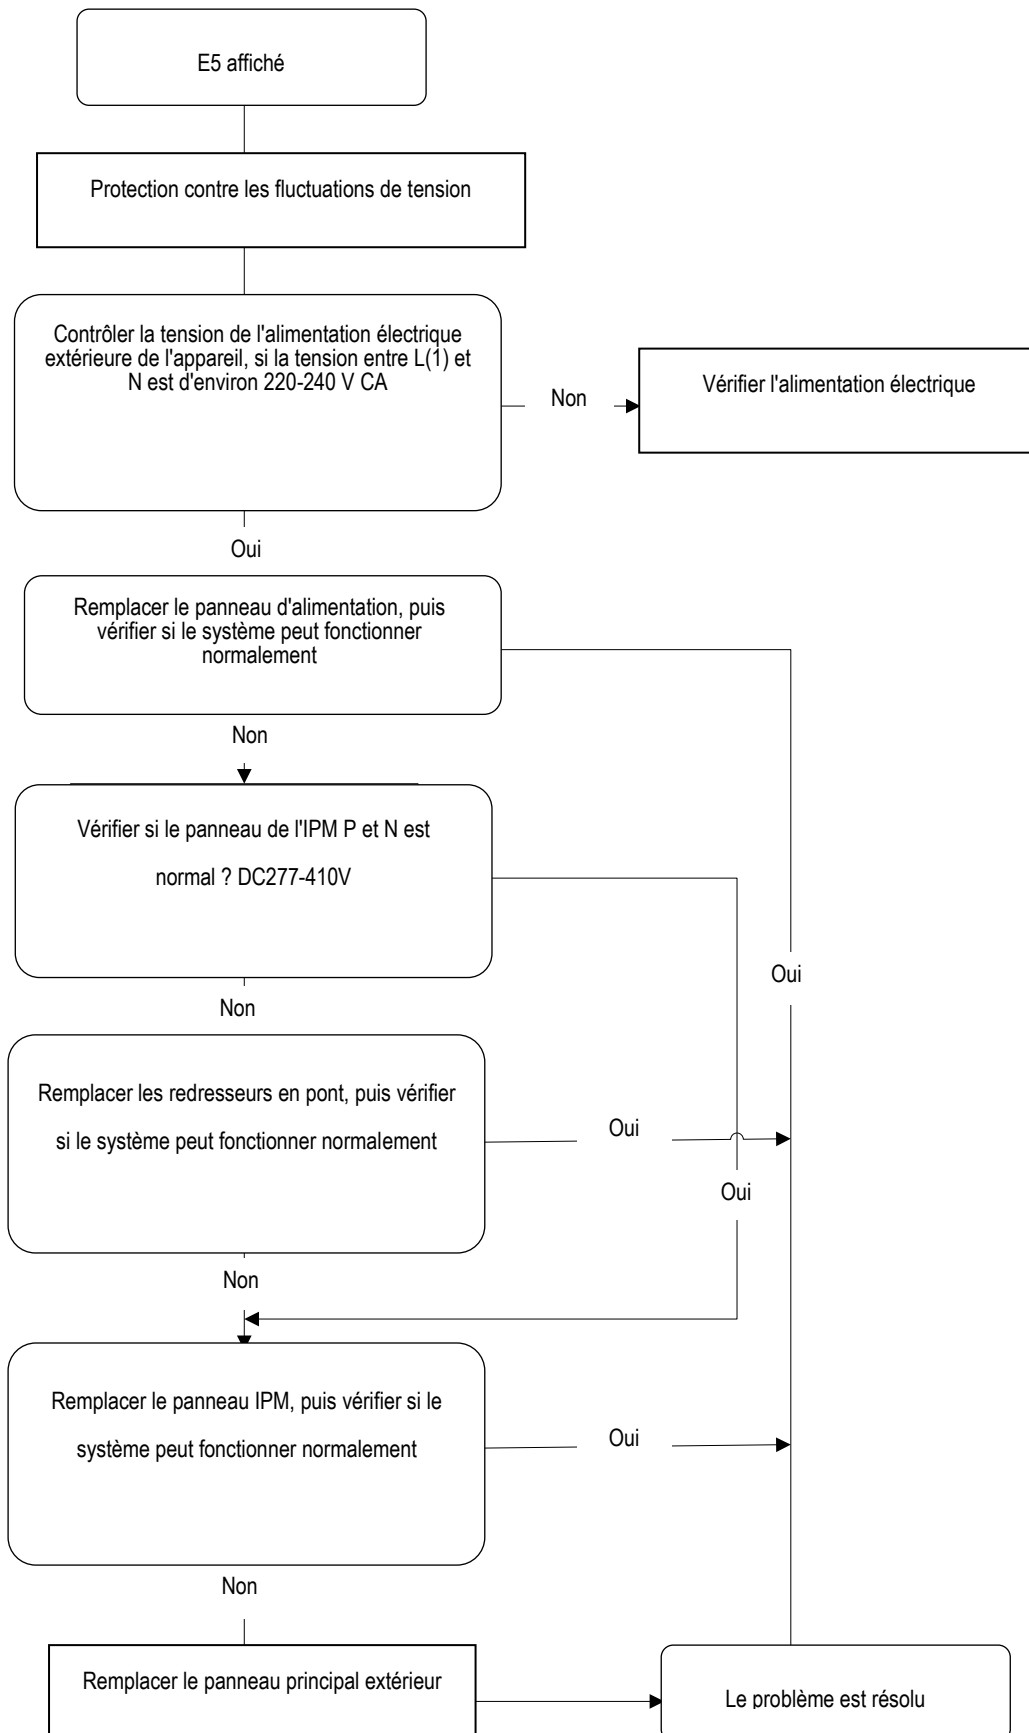 E5 affiché
Protection contre les fluctuations de tension
Contrôler la tension de l'alimentation électrique
extérieure de l'appareil, si la tension entre L(1) et
N est d'environ 220-240 V CA
Non
Vérifier l'alimentation électrique
Oui
Remplacer le panneau d'alimentation, puis
vérifier si le système peut fonctionner
normalement
Non
Vérifier si le panneau de l'IPM P et N est
normal ? DC277-410V
Oui
Non
Remplacer les redresseurs en pont, puis vérifier
si le système peut fonctionner normalement
Oui
Oui
Non
Remplacer le panneau IPM, puis vérifier si le
système peut fonctionner normalement
Oui
Non
Remplacer le panneau principal extérieur
Le problème est résolu